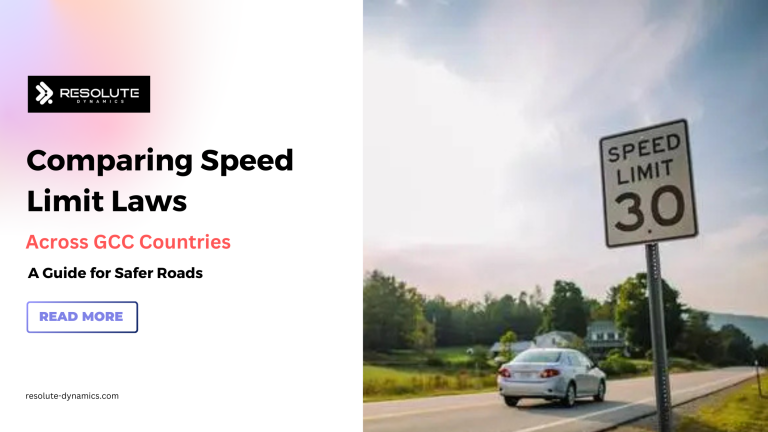 RESOLUTE
DYNAMICS
Comparing Speed
Limit Laws
Across GCC Countries
A Guide for Safer Roads
READ MORE
resolute-dynamics.com
SPEED
LIMIT
30